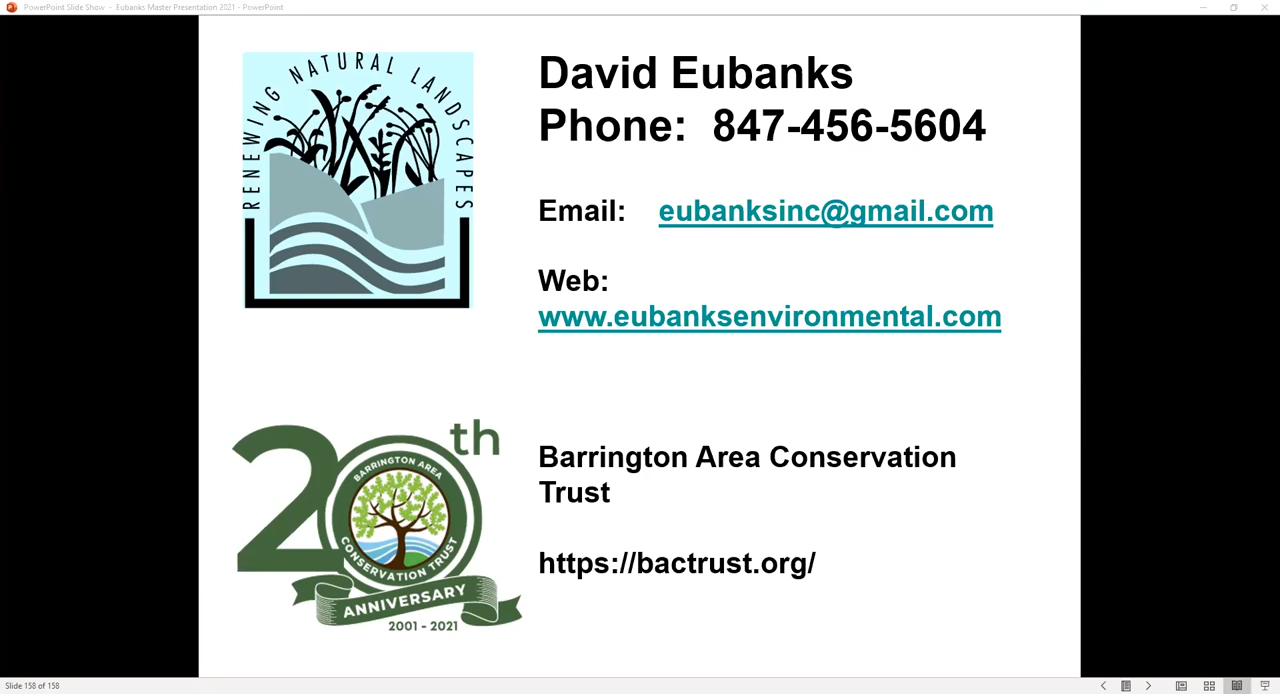 PowerPoint Slide Show - Eubanks Master Presentation 2021 - PowerPoint
RENEWING NATURAL LANDSCAPES
David Eubanks
Phone: 847-456-5604
Email: eubanksinc@gmail.com
Web:
www.eubanksenvironmental.com
20th
BARRINGTON AREA
CONSERVATION TRUST
ANNIVERSARY
2001 - 2021
Barrington Area Conservation
Trust
https://bactrust.org/
Slide 158 of 158